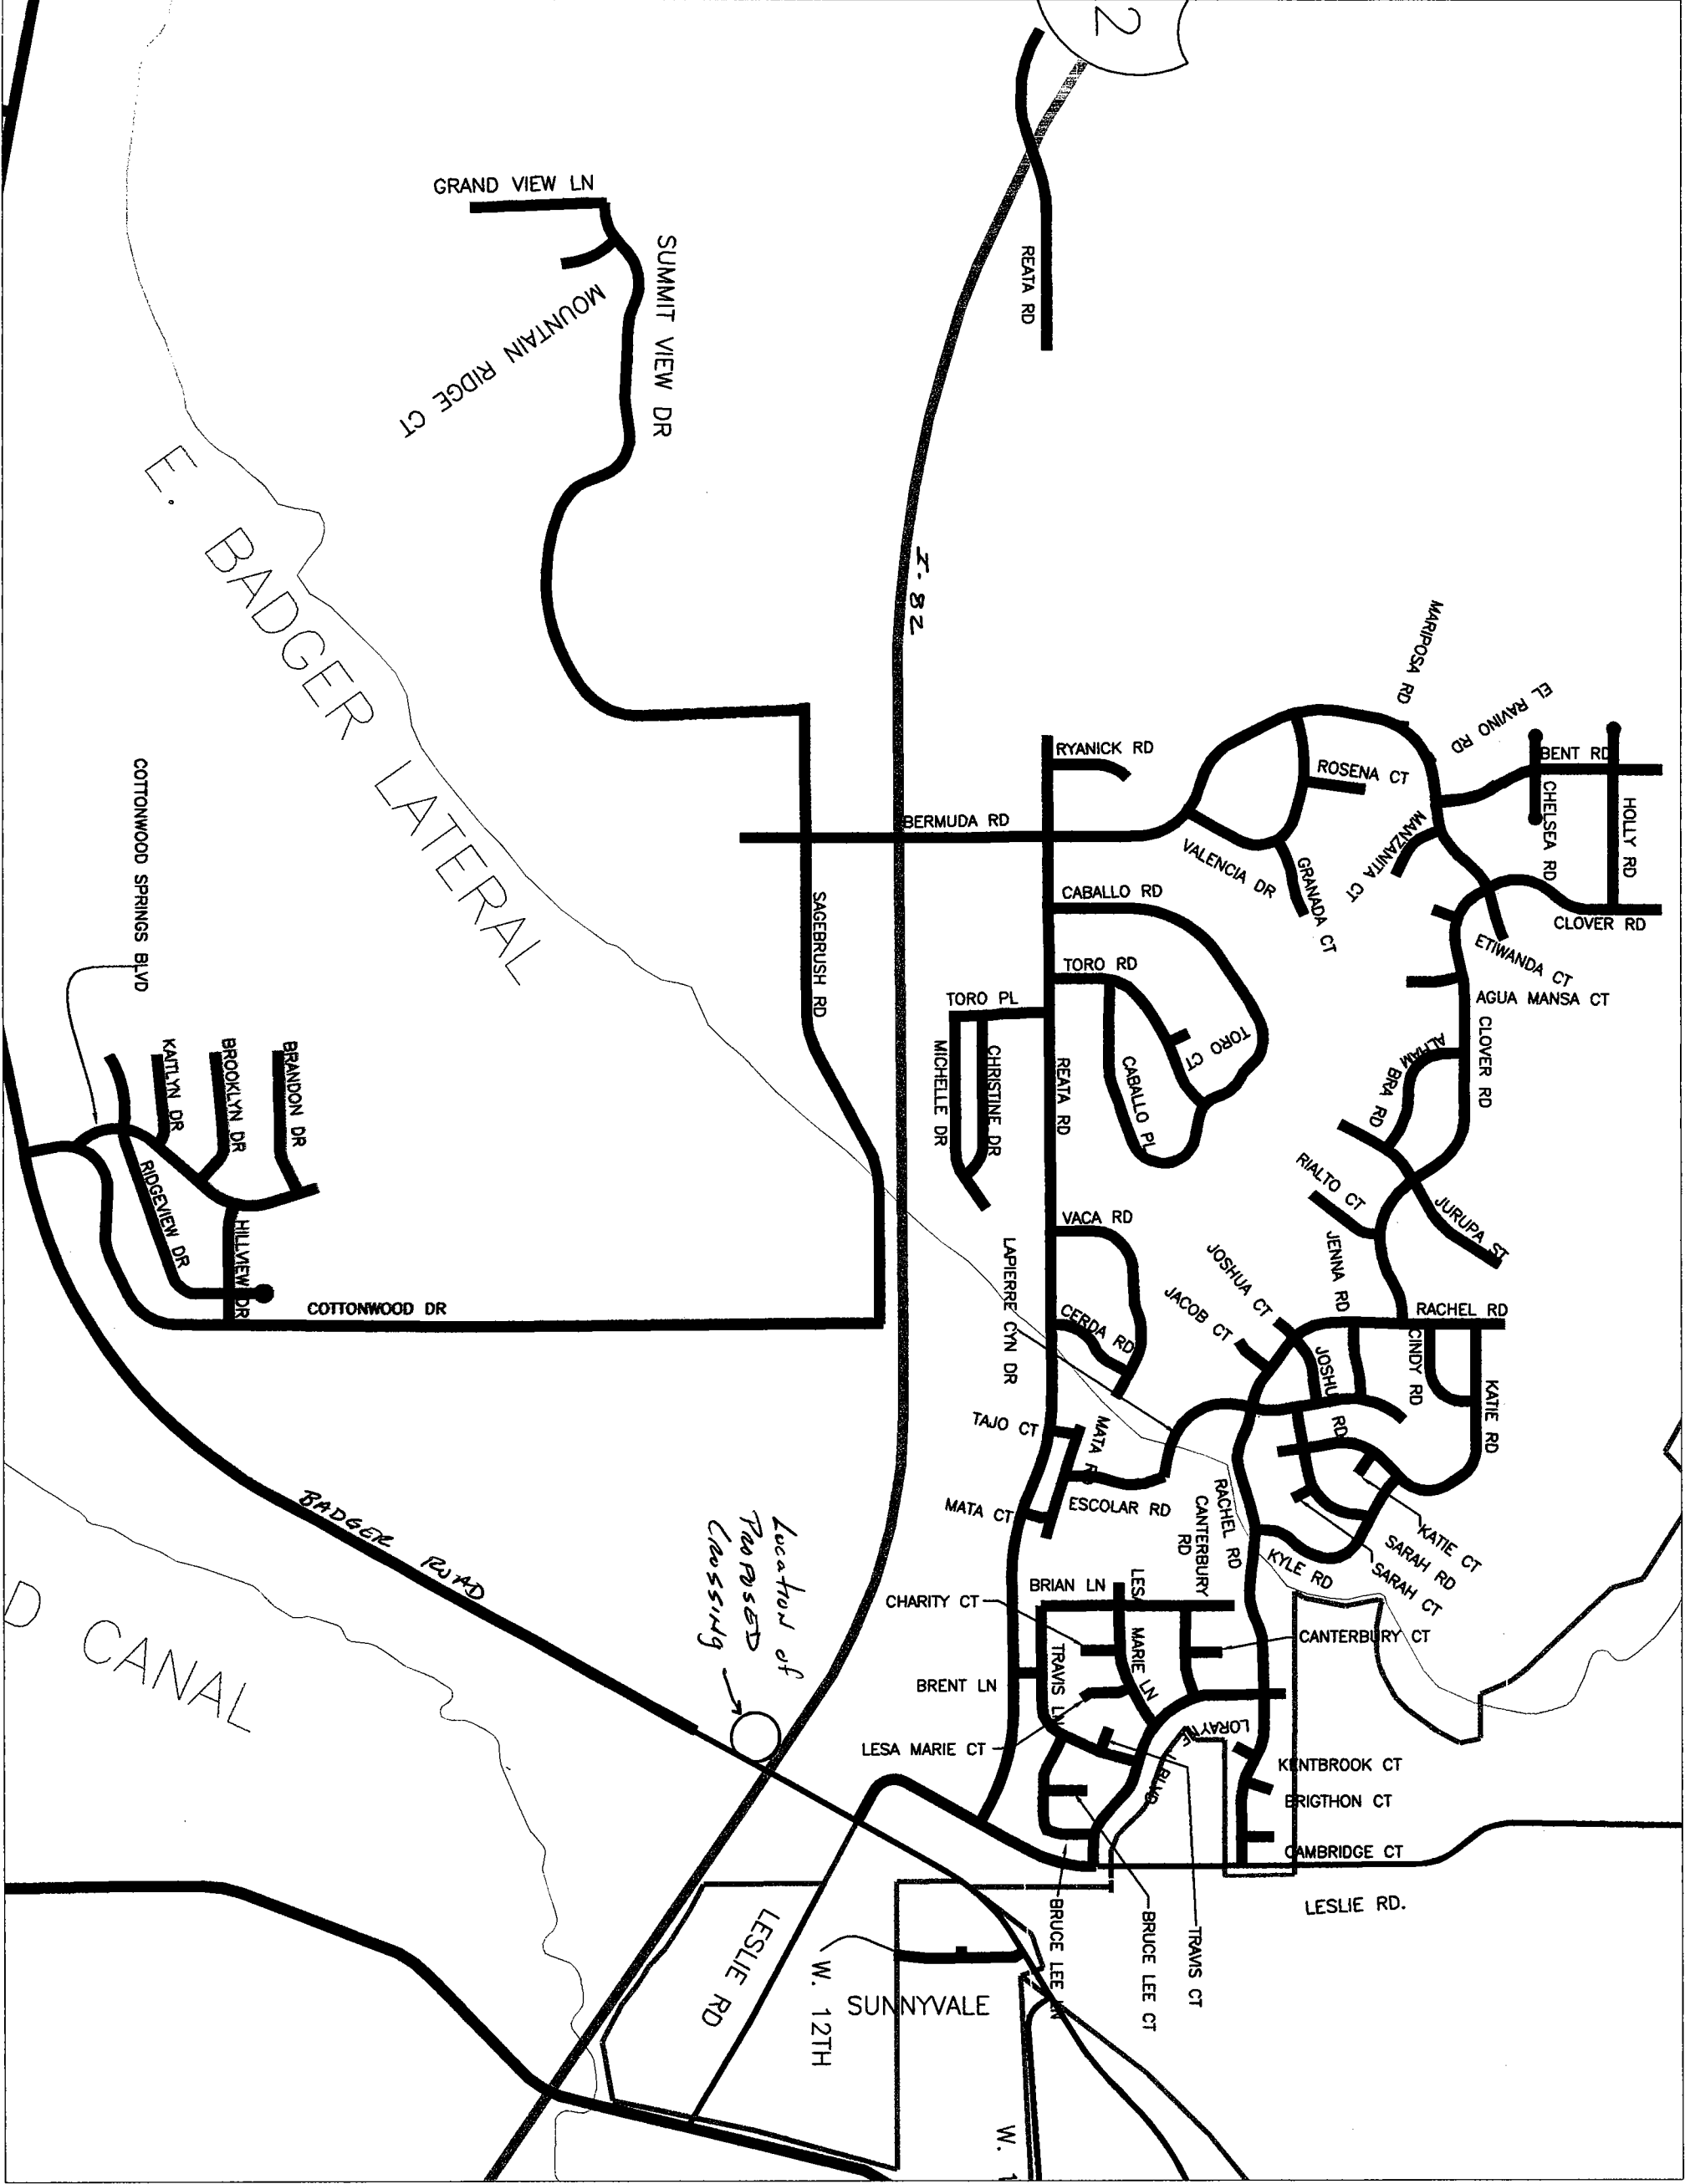 2
REATA RD
GRAND VIEW LN
SUMMIT VIEW DR
MOUNTAIN RIDGE CT
E. BADGER LATERAL
I-82
MARIPOSA RD
EL RAVINO RD
BENT RD
CHELSEA RD
HOLLY RD
ROSENA CT
MANZANITA CT
RYANICK RD
BERMUDA RD
VALENCIA DR
GRANADA CT
CLOVER RD
ETIWANDA CT
AGUA MANSA CT
CABALLO RD
SAGEBRUSH RD
COTTONWOOD SPRINGS BLVD
TORO RD
TORO PL
TORO CT
CABALLO PL
CHRISTINE DR
MICHELLE DR
REATA RD
CLOVER RD
ALHAM BRA RD
RIALTO CT
JURUPA ST
KAITLYN DR
BROOKLYN DR
BRANDON DR
RIDGEVIEW DR
HILLVIEW DR
COTTONWOOD DR
VACA RD
LAPIERRE CYN DR
CERDA RD
JOSHUA CT
JACOB CT
JENNA RD
RACHEL RD
CINDY RD
KATIE RD
JOSHU
RD
TAJO CT
MATA RD
MATA CT
ESCOLAR RD
RACHEL RD
CANTERBURY
RD
KATIE CT
SARAH RD
SARAH CT
KYLE RD
BADGER ROAD
Location of
Proposed
Crossing
D CANAL
BRIAN LN
LESA
MARIE LN
CHARITY CT
CANTERBURY CT
BRENT LN
TRAVIS LN
LESA MARIE CT
LORAYNE
J BLVD
KENTBROOK CT
BRIGTHON CT
CAMBRIDGE CT
LESLIE RD.
TRAVIS CT
BRUCE LEE CT
BRUCE LEE LN
LESLIE RD
W. 12TH
SUNNYVALE
W. 1